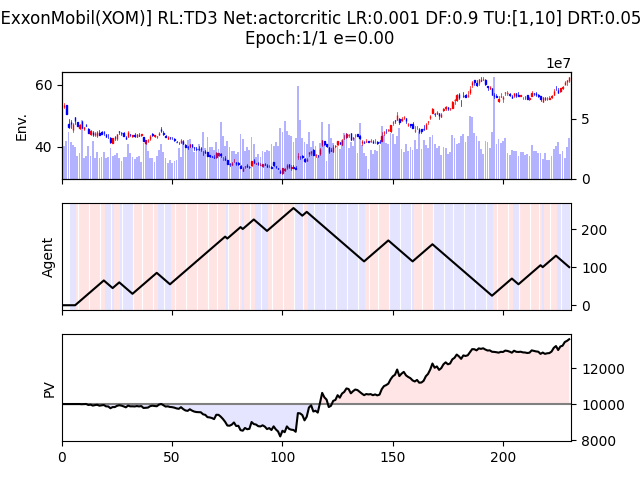 ExxonMobil(XOM)] RL:TD3 Net:actorcritic LR:0.001 DF:0.9 TU:[1,10] DRT:0.05
Epoch:1/1 e=0.00
1e7
60
40
Env.
5
0
Agent
200
100
0
PV
12000
10000
8000
0
50
100
150
200